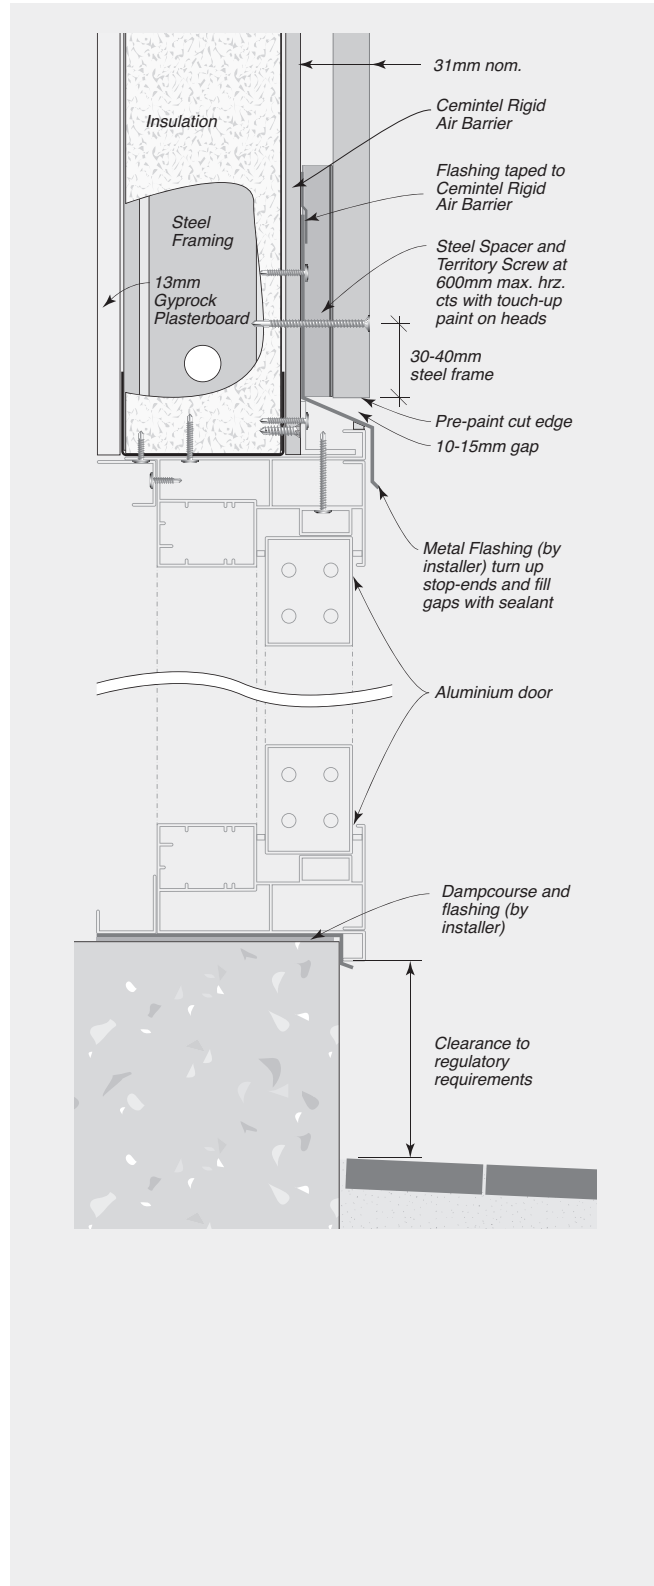 31mm nom.
Cemintel Rigid
Air Barrier
Insulation
Flashing taped to
Cemintel Rigid
Air Barrier
Steel
Framing
Steel Spacer and
Territory Screw at
600mm max. hrz.
cts with touch-up
paint on heads
13mm
Gyprock
Plasterboard
30-40mm
steel frame
Pre-paint cut edge
10-15mm gap
Metal Flashing (by
installer) turn up
stop-ends and fill
gaps with sealant
Aluminium door
Dampcourse and
flashing (by
installer)
Clearance to
regulatory
requirements